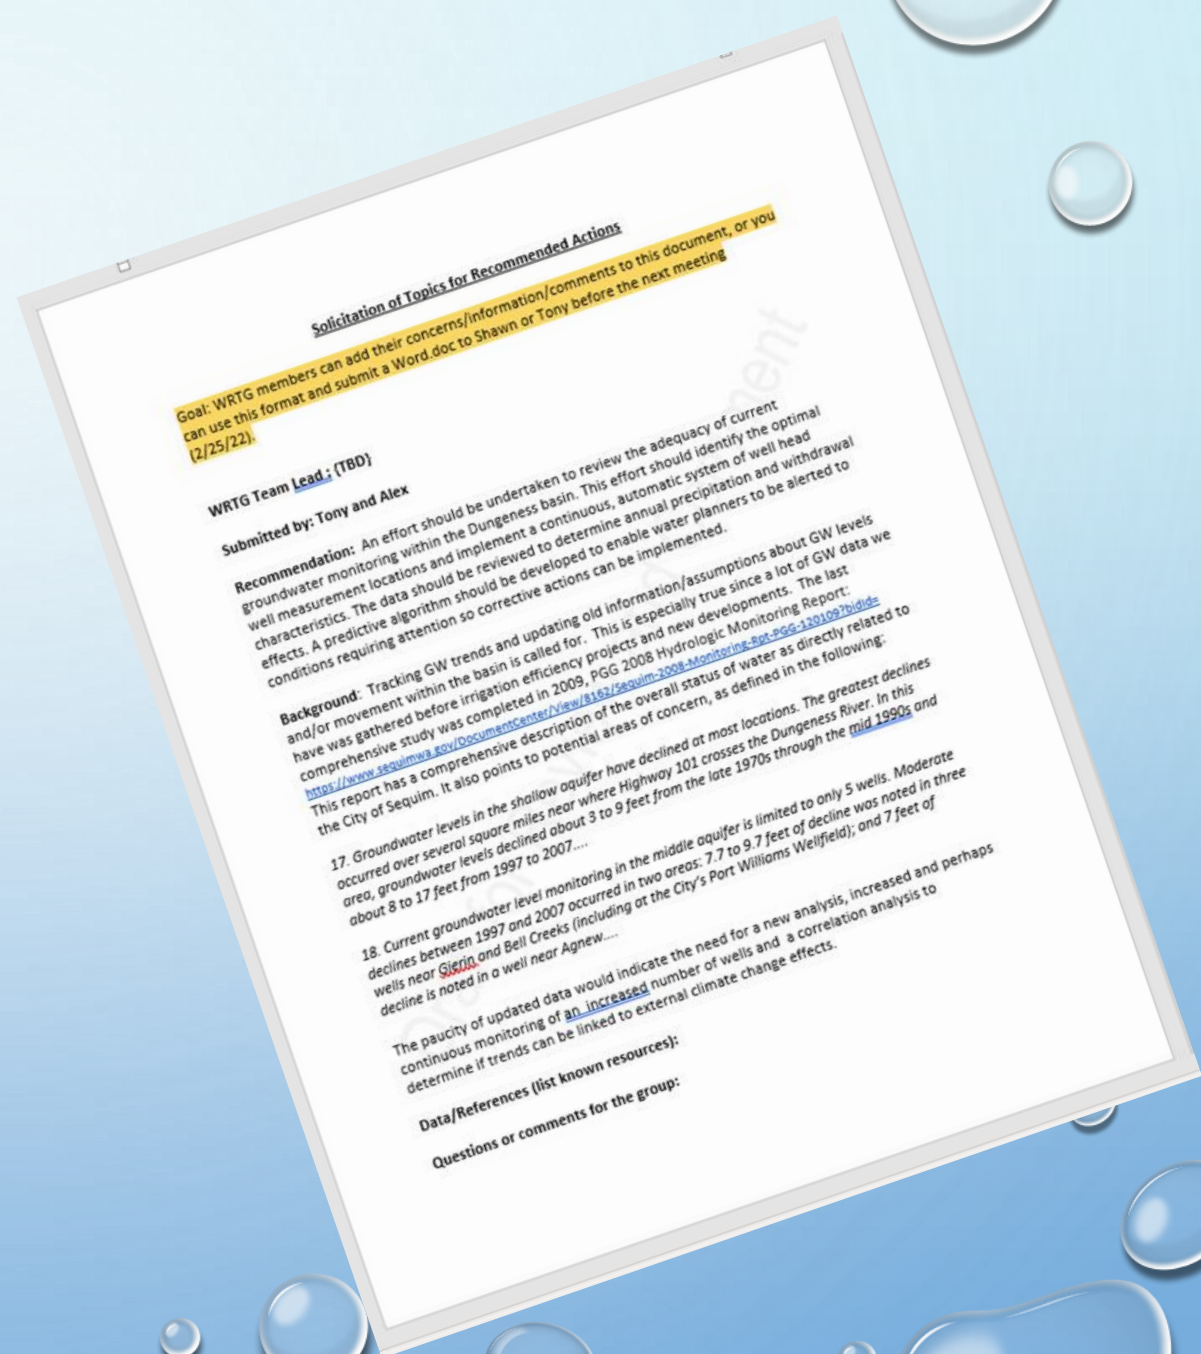 Solicitation of Topics for Recommended Actions
Goal: WRTG members can add their concerns/information/comments to this document, or you
can use this format and submit a Word.doc to Shawn or Tony before the next meeting
(2/25/22).
WRTG Team Lead : {TBD}
Submitted by: Tony and Alex
Recommendation: An effort should be undertaken to review the adequacy of current
groundwater monitoring within the Dungeness basin. This effort should identify the optimal
well measurement locations and implement a continuous, automatic system of well head
characteristics. The data should be reviewed to determine annual precipitation and withdrawal
effects. A predictive algorithm should be developed to enable water planners to be alerted to
conditions requiring attention so corrective actions can be implemented.
Background: Tracking GW trends and updating old information/assumptions about GW levels
and/or movement within the basin is called for. This is especially true since a lot of GW data we
have was gathered before irrigation efficiency projects and new developments. The last
comprehensive study was completed in 2009, PGG 2008 Hydrologic Monitoring Report:
https://www.sequimwa.gov/DocumentCenter/View/8162/Sequim-2008-Monitoring-Rpt-PGG-120109?bidId=
This report has a comprehensive description of the overall status of water as directly related to
the City of Sequim. It also points to potential areas of concern, as defined in the following:
17. Groundwater levels in the shallow aquifer have declined at most locations. The greatest declines
occurred over several square miles near where Highway 101 crosses the Dungeness River. In this
area, groundwater levels declined about 3 to 9 feet from the late 1970s through the mid 1990s and
about 8 to 17 feet from 1997 to 2007....
18. Current groundwater level monitoring in the middle aquifer is limited to only 5 wells. Moderate
declines between 1997 and 2007 occurred in two areas: 7.7 to 9.7 feet of decline was noted in three
wells near Gierin and Bell Creeks (including at the City's Port Williams Wellfield); and 7 feet of
decline is noted in a well near Agnew....
The paucity of updated data would indicate the need for a new analysis, increased and perhaps
continuous monitoring of an increased number of wells and a correlation analysis to
determine if trends can be linked to external climate change effects.
Data/References (list known resources):
Questions or comments for the group: